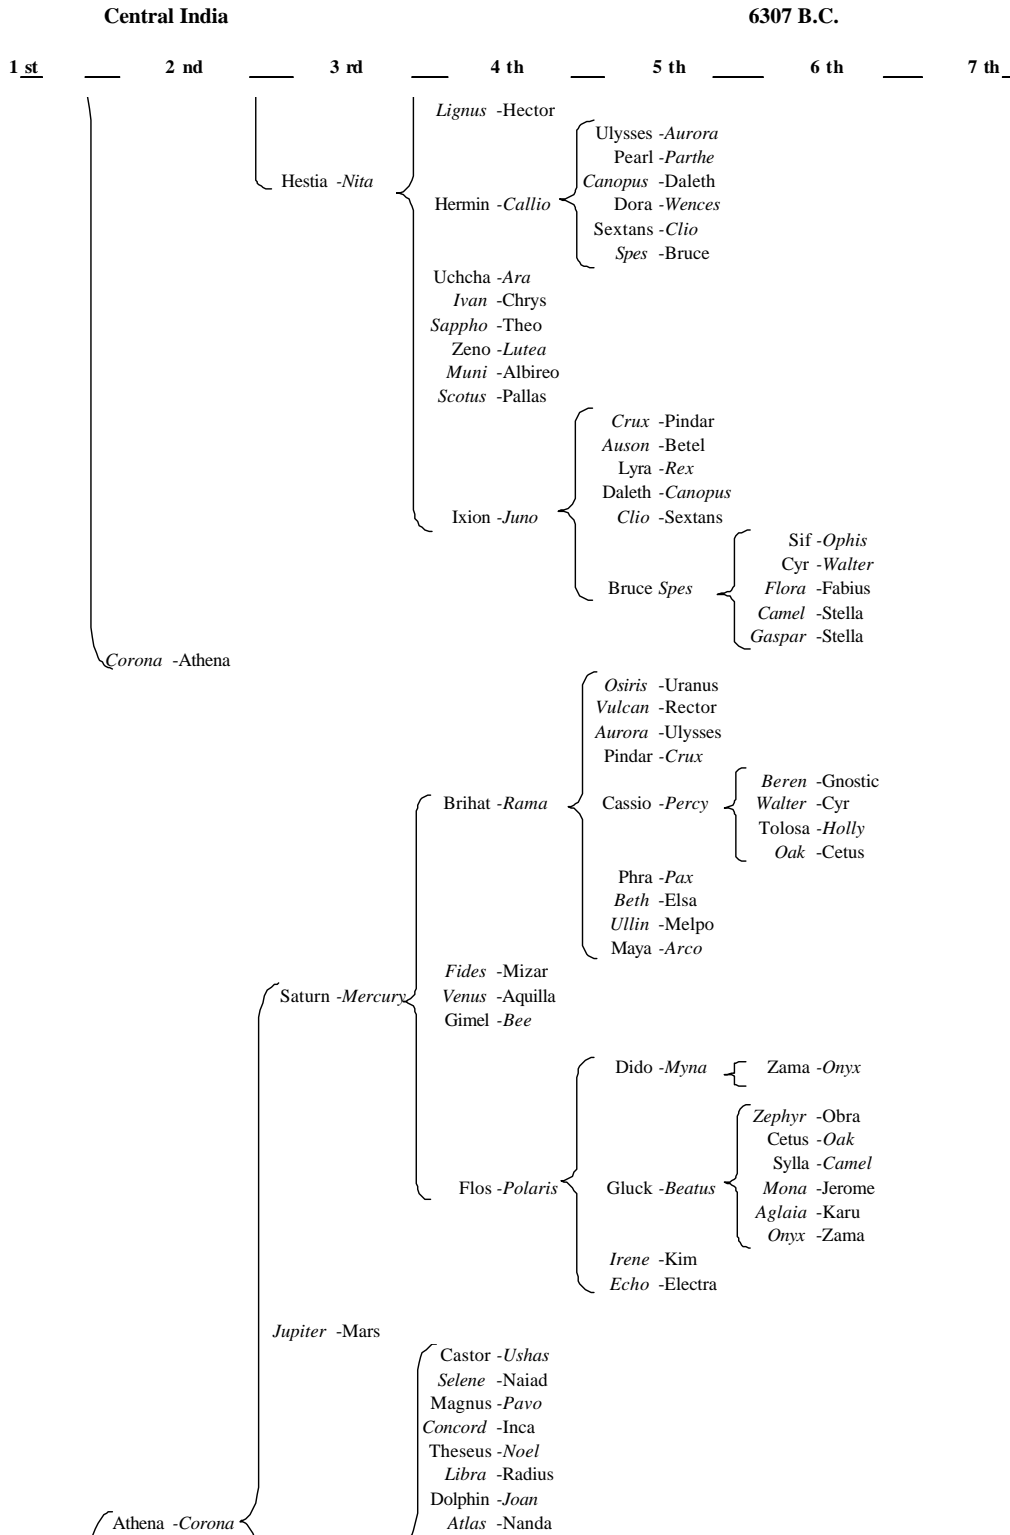 Central India 6307 B.C.
1 st 2 nd 3 rd 4 th 5 th 6 th 7 th
Lignus -Hector
Ulysses -Aurora
Pearl -Parthe
Hestia -Nita
Canopus -Daleth
Hermin -Callio
Dora -Wences
Sextans -Clio
Spes -Bruce
Uchcha -Ara
Ivan -Chrys
Sappho -Theo
Zeno -Lutea
Muni -Albireo
Scotus -Pallas
Crux -Pindar
Auson -Betel
Lyra -Rex
Daleth -Canopus
Ixion -Juno
Clio -Sextans
Sif -Ophis
Cyr -Walter
Bruce Spes
Flora -Fabius
Camel -Stella
Gaspar -Stella
Corona -Athena
Osiris -Uranus
Vulcan -Rector
Aurora -Ulysses
Pindar -Crux
Beren -Gnostic
Brihat -Rama
Cassio -Percy
Walter -Cyr
Tolosa -Holly
Oak -Cetus
Phra -Pax
Beth -Elsa
Ullin -Melpo
Maya -Arco
Fides -Mizar
Saturn -Mercury
Venus -Aquilla
Gimel -Bee
Dido -Myna
Zama -Onyx
Zephyr -Obra
Cetus -Oak
Sylla -Camel
Flos -Polaris
Gluck -Beatus
Mona -Jerome
Aglaia -Karu
Onyx -Zama
Irene -Kim
Echo -Electra
Jupiter -Mars
Castor -Ushas
Selene -Naiad
Magnus -Pavo
Concord -Inca
Theseus -Noel
Libra -Radius
Dolphin -Joan
Athena -Corona
Atlas -Nanda